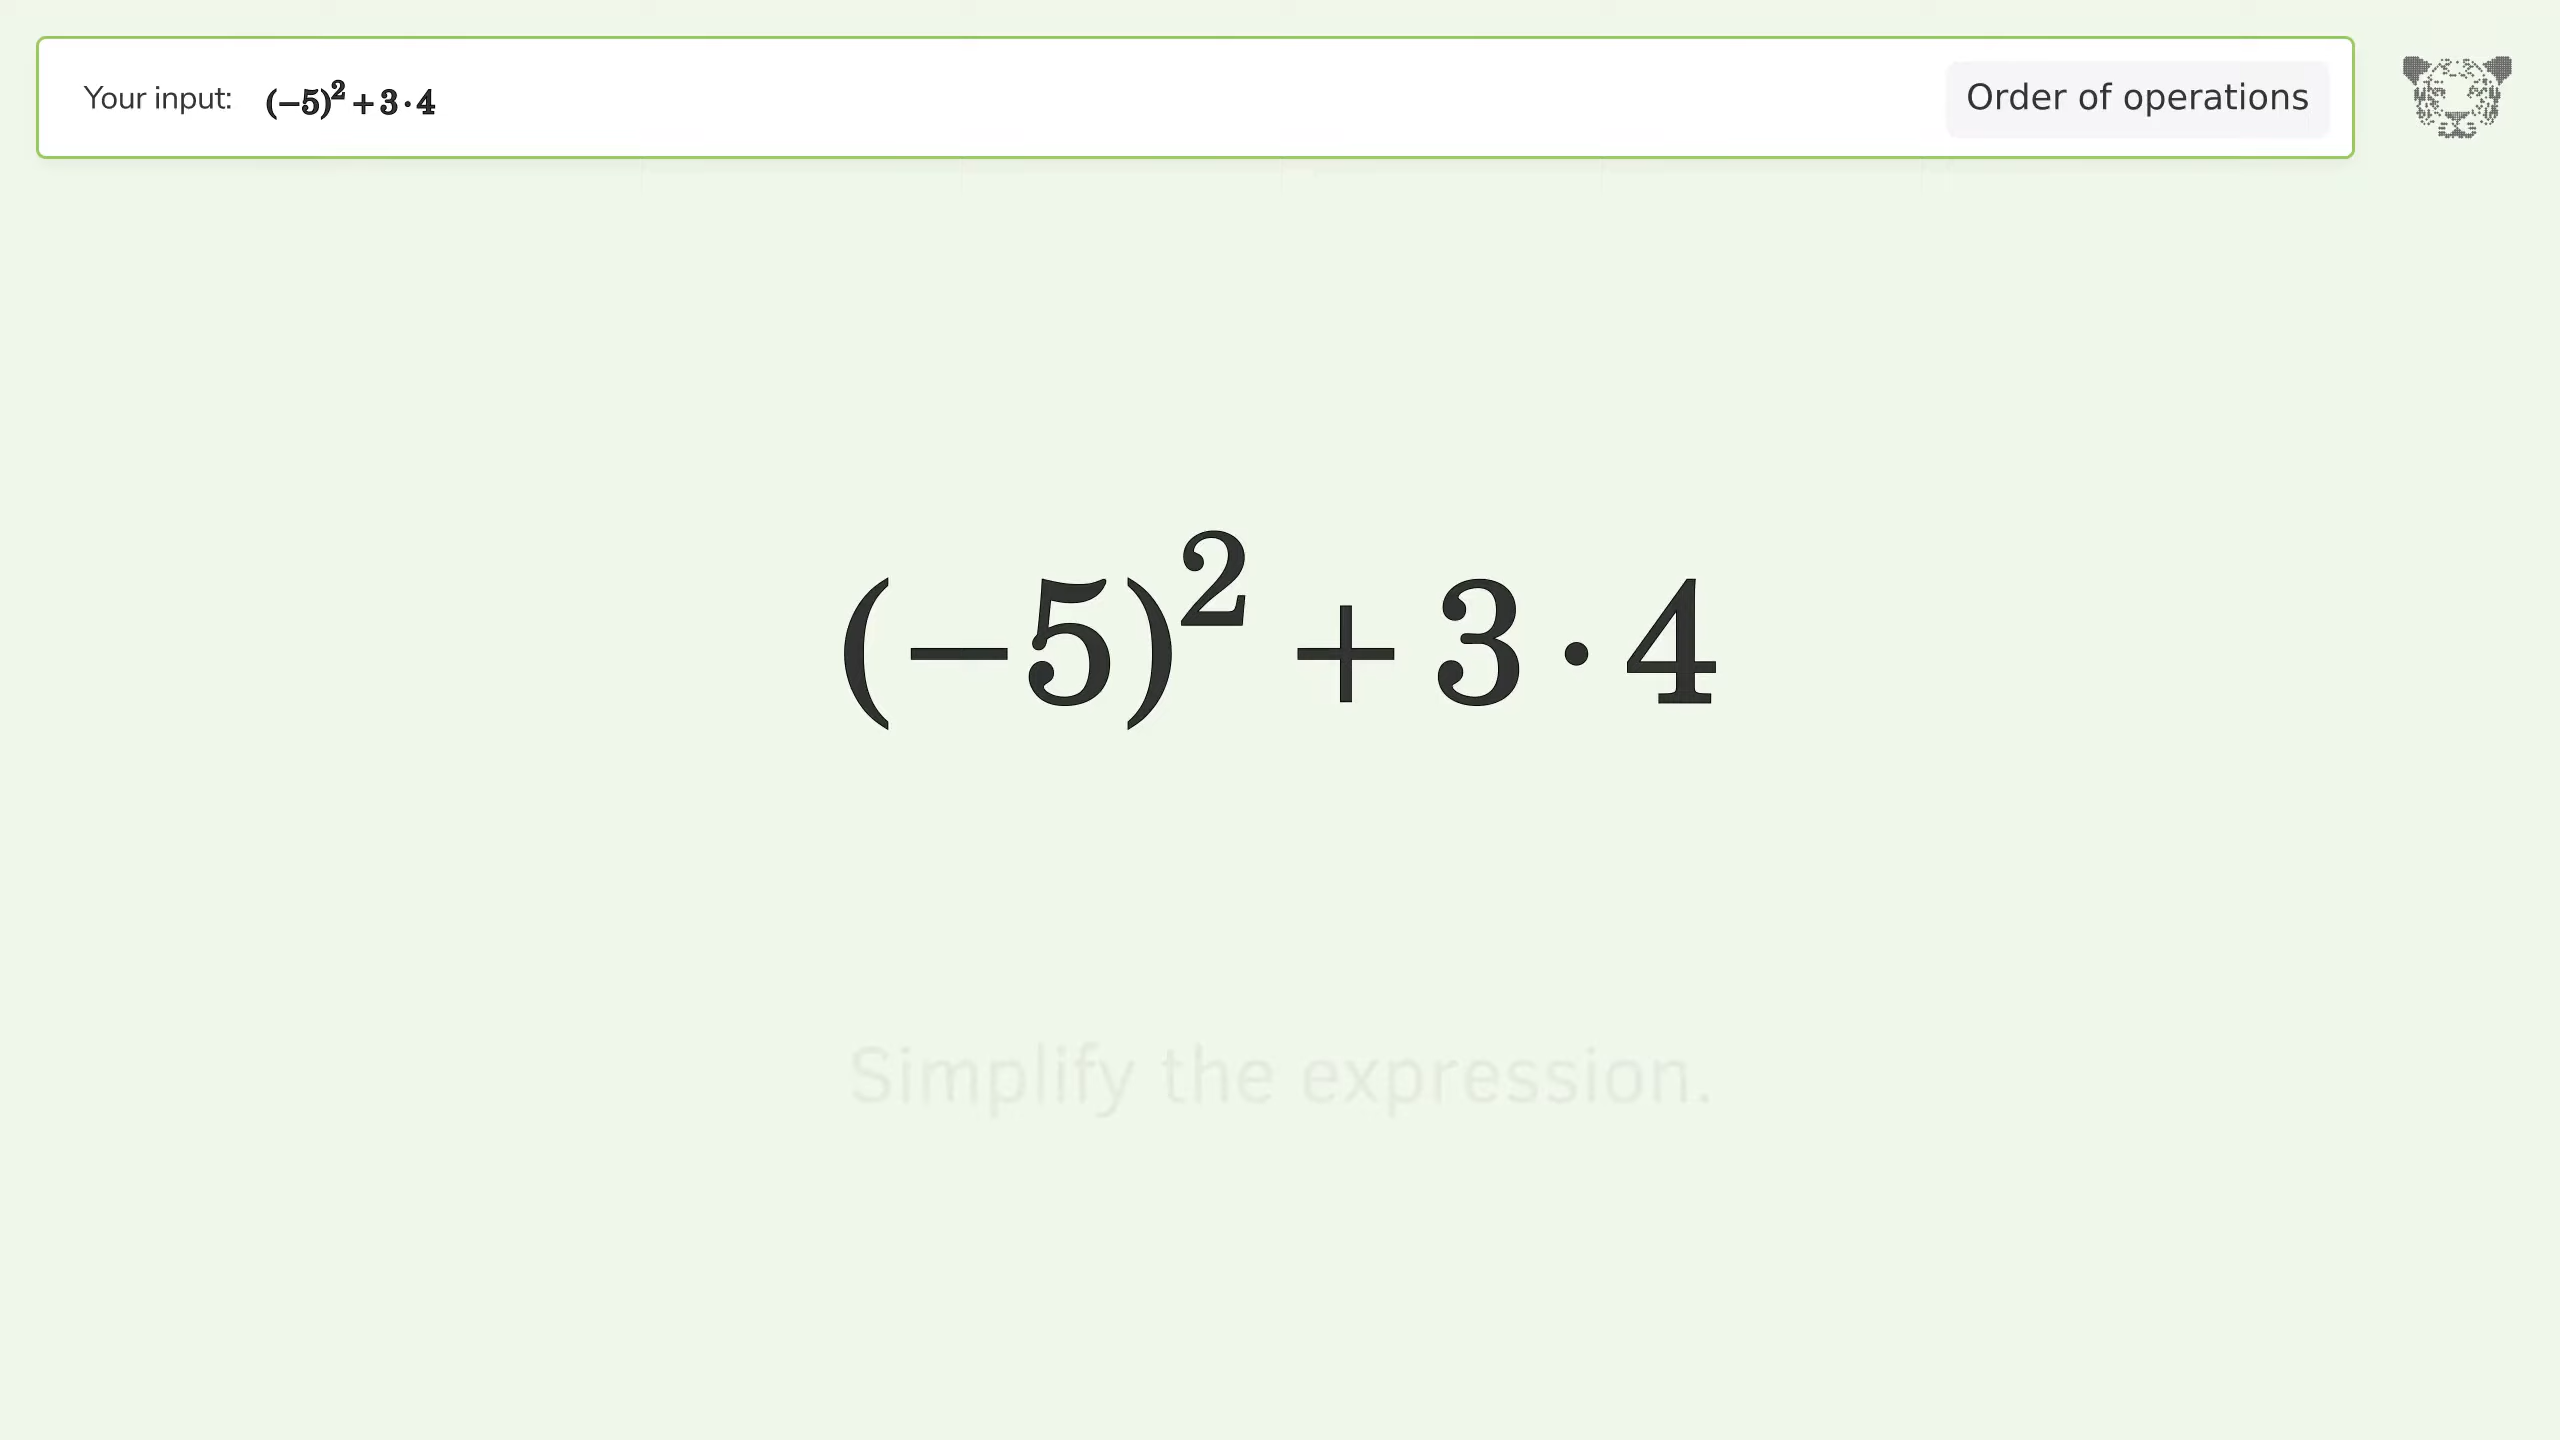 Your input: (−5)² + 3 · 4
Order of operations
(−5)² + 3 · 4
Simplify the expression.